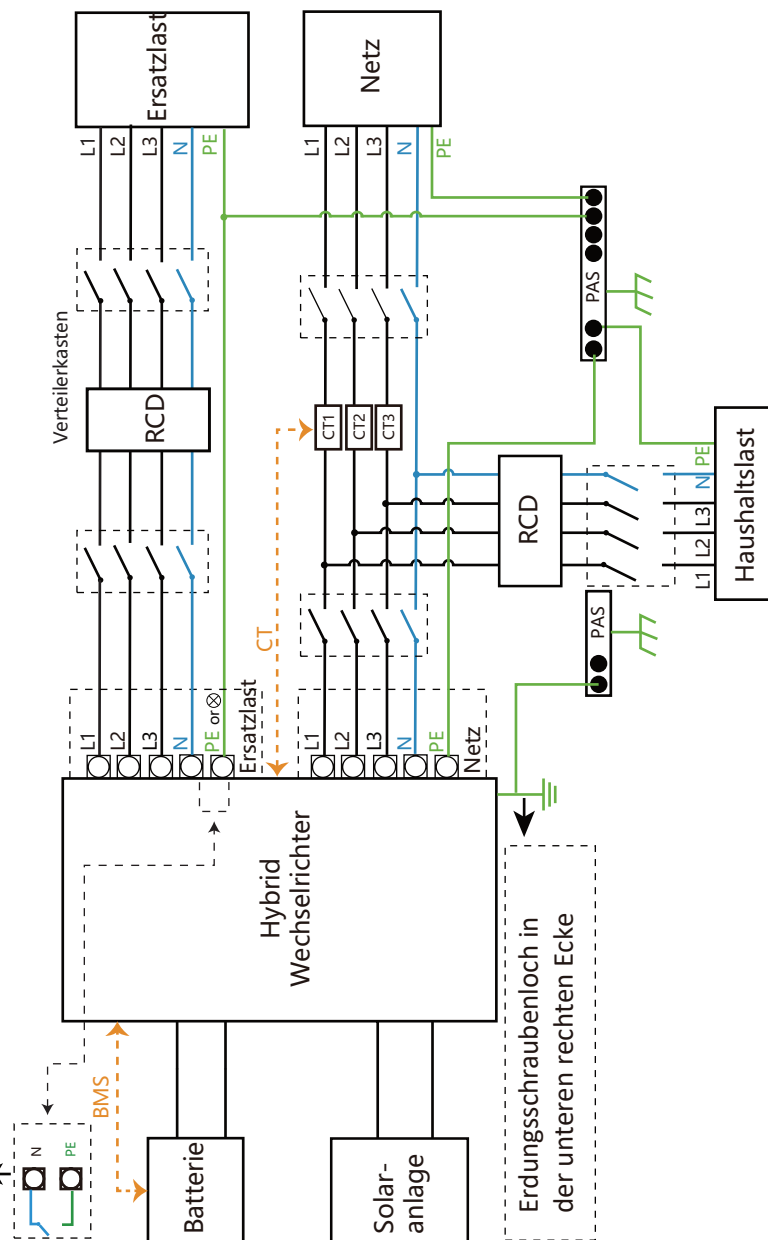 Ersatzlast
Netz
L1
L2
L3
N
PE
L1
L2
L3
N
PE
PAS
Verteilerkasten
RCD
CT1
CT2
CT3
RCD
L1
L2
L3
N
PE
Haushaltslast
PAS
CT
L1
L2
L3
N
PE or
Ersatzlast
L1
L2
L3
N
PE
Netz
Hybrid
Wechselrichter
Erdungsschraubenloch in
der unteren rechten Ecke
BMS
N
PE
Batterie
Solar-
anlage